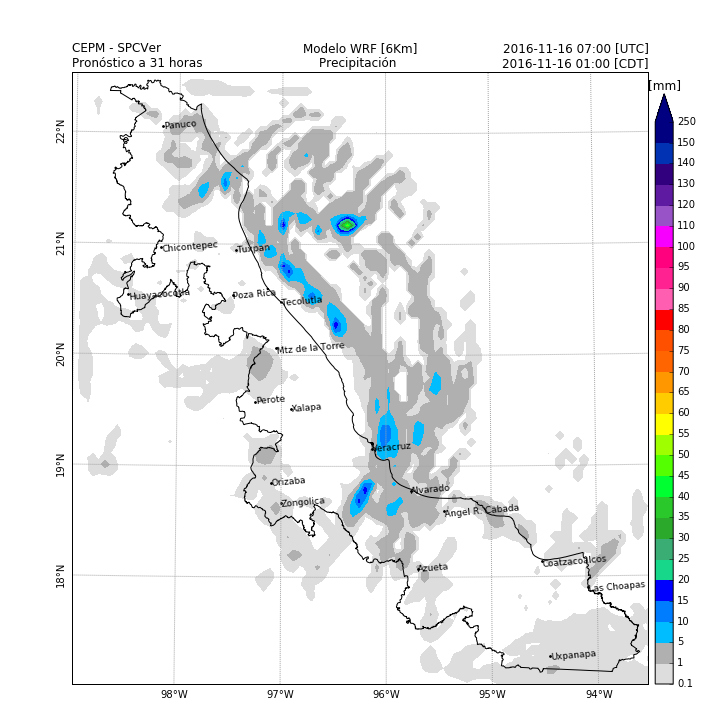 CEPM - SPCVer
Modelo WRF [6Km]
2016-11-16 07:00 [UTC]
Pronóstico a 31 horas
Precipitación
2016-11-16 01:00 [CDT]
[mm]
250
150
140
130
120
110
100
95
90
85
80
75
70
65
60
55
50
45
40
35
30
25
20
15
10
5
1
0.1
22°N
21°N
20°N
19°N
18°N
Panuco
Chicontepec
Tuxpan
Huayacocotla
Poza Rica
Tecolutla
Mtz de la Torre
Perote
Xalapa
Veracruz
Orizaba
Zongolica
Alvarado
Angel R. Cabada
Azueta
Coatzacoalcos
Las Choapas
Uxpanapa
98°W
97°W
96°W
95°W
94°W